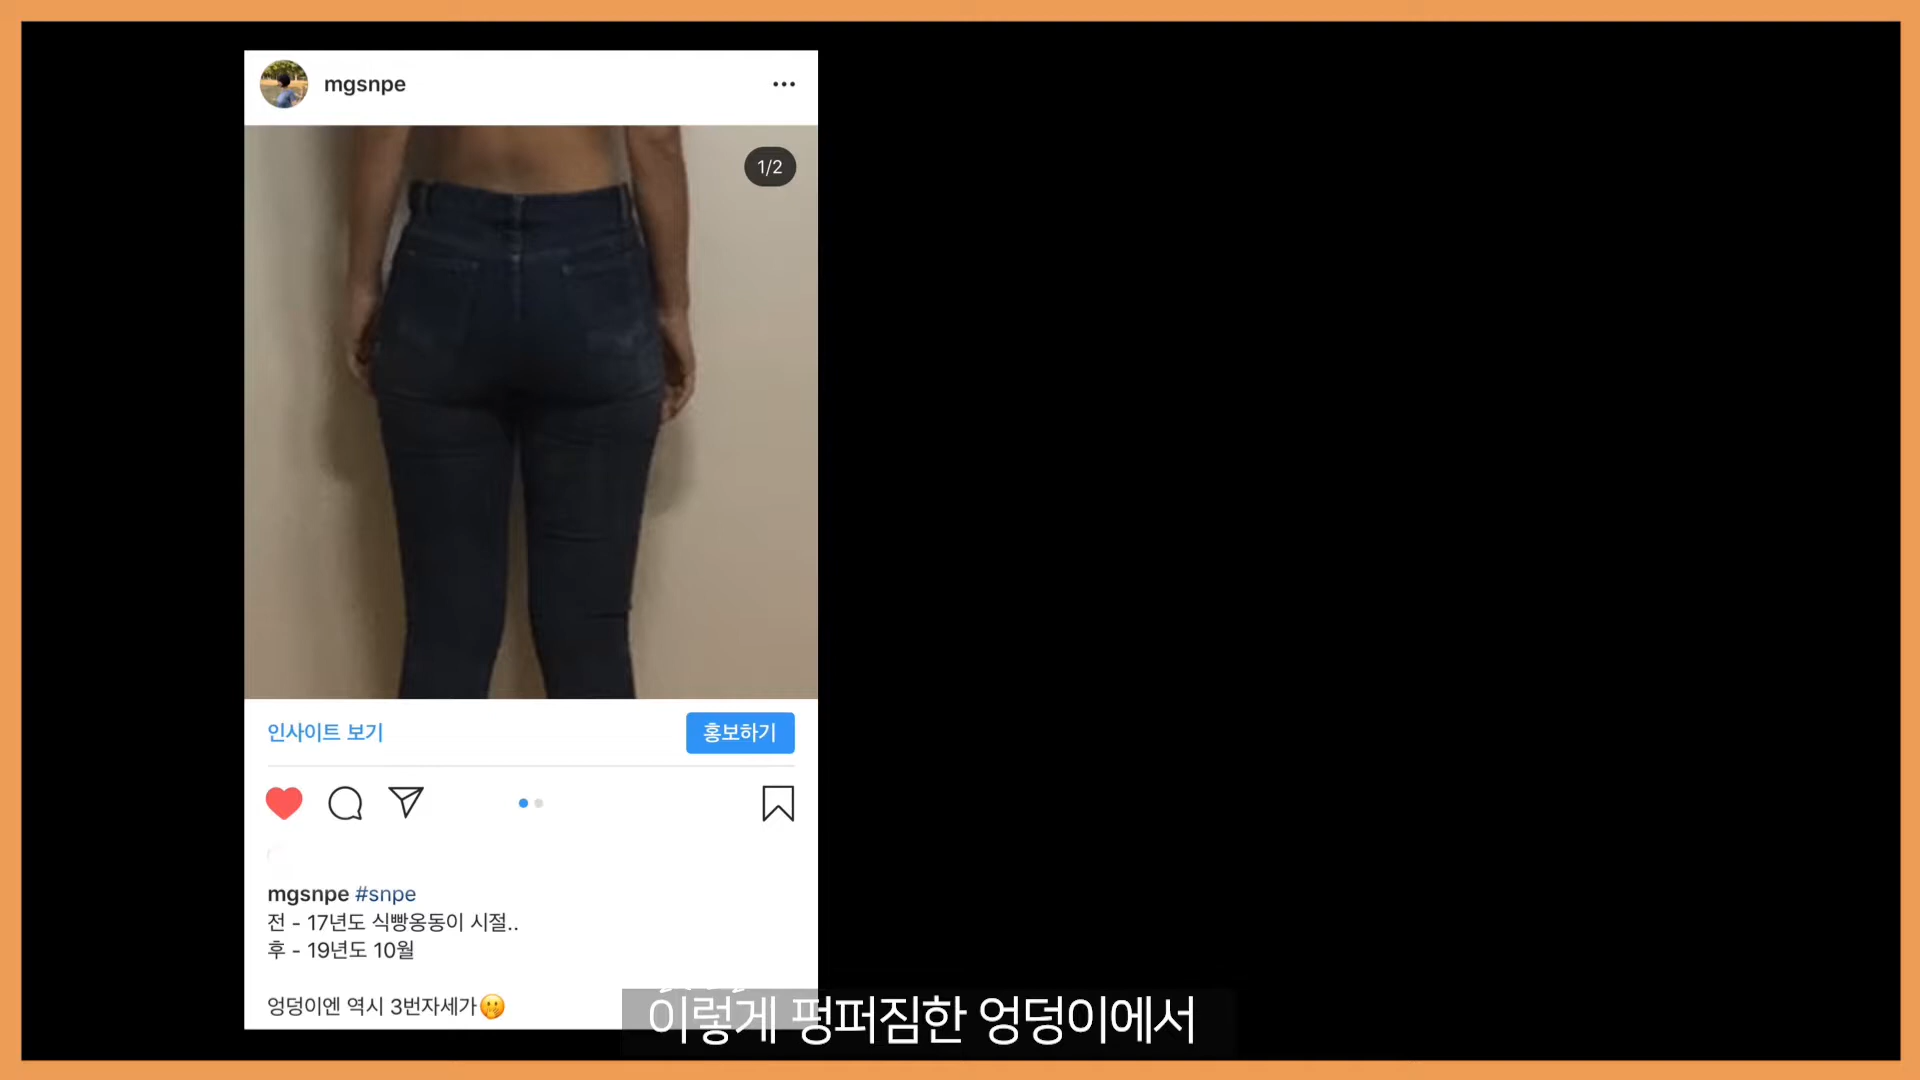 mgsnpe
1/2
인사이트 보기
홍보하기
mgsnpe #snpe
전 - 17년도 식빵옹동이 시절..
후 - 19년도 10월
엉덩이엔 역시 3번자세가🤭
이렇게 펑퍼짐한 엉덩이에서